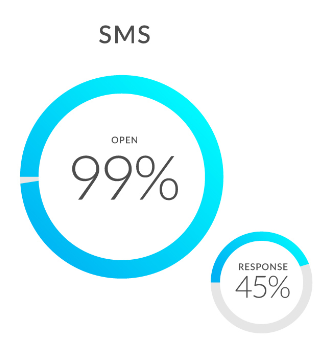 SMS
OPEN
99%
RESPONSE
45%